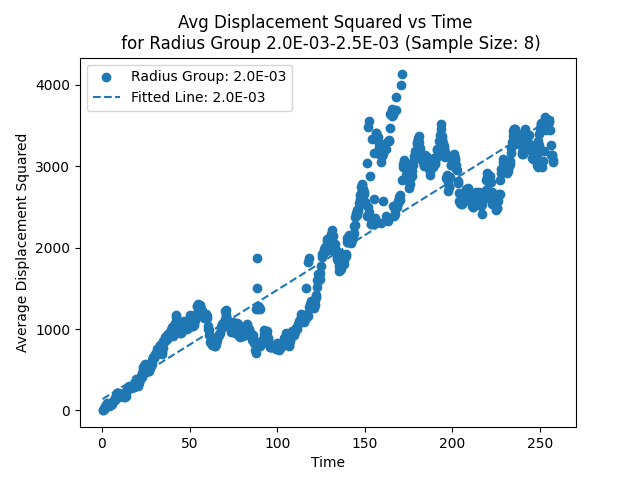 Avg Displacement Squared vs Time
for Radius Group 2.0E-03-2.5E-03 (Sample Size: 8)
Radius Group: 2.0E-03
Fitted Line: 2.0E-03
Average Displacement Squared
4000
3000
2000
1000
0
0 50 100 150 200 250
Time